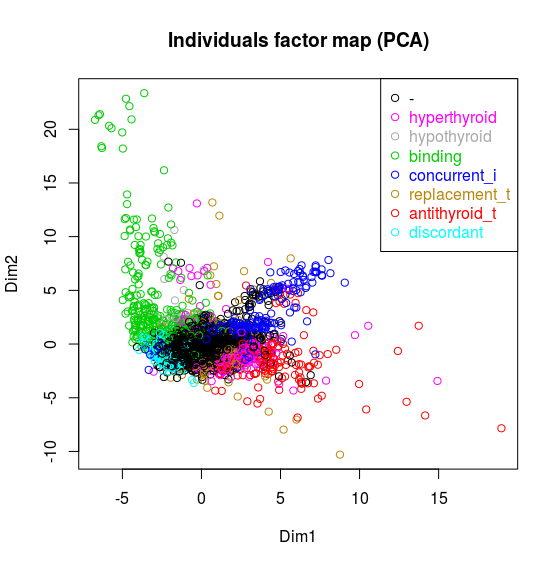 Individuals factor map (PCA)
-
hyperthyroid
hypothyroid
binding
concurrent_i
replacement_t
antithyroid_t
discordant
Dim2
20
15
10
5
0
-5
-10
-5 0 5 10 15
Dim1